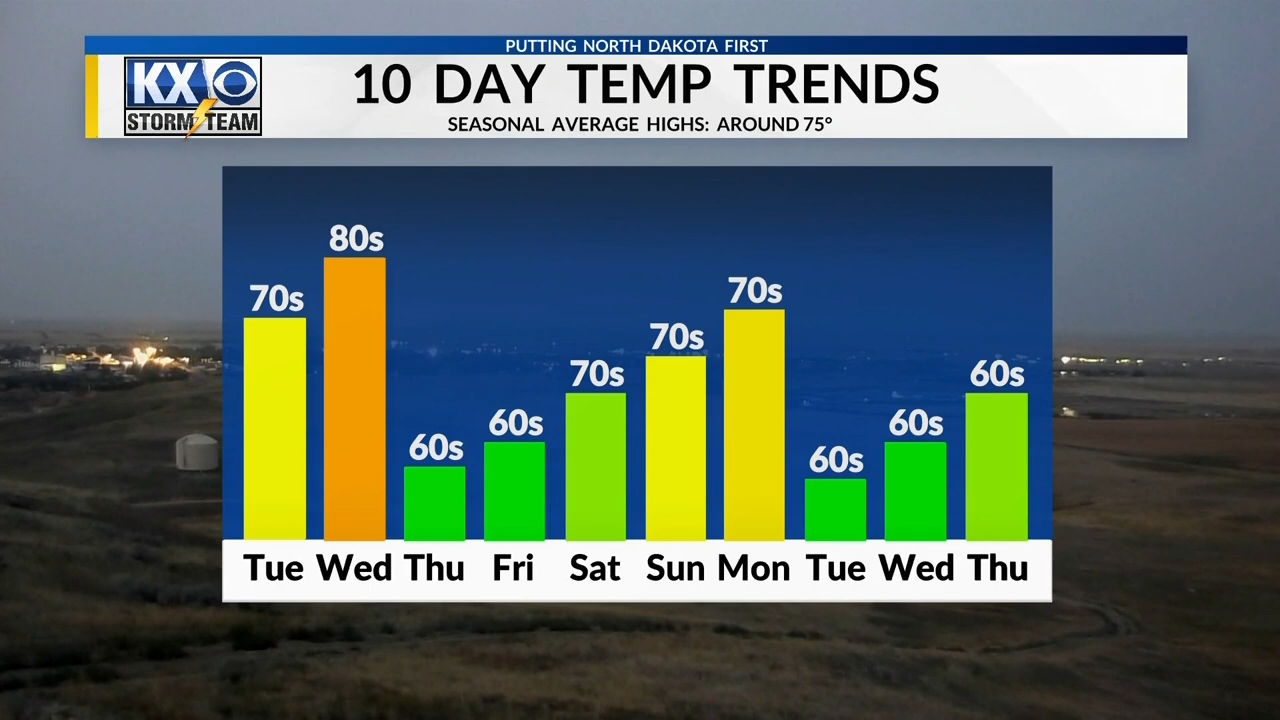 PUTTING NORTH DAKOTA FIRST
KX
STORM TEAM
10 DAY TEMP TRENDS
SEASONAL AVERAGE HIGHS: AROUND 75°
70s 80s 60s 60s 70s 70s 70s 60s 60s 60s
Tue Wed Thu Fri Sat Sun Mon Tue Wed Thu